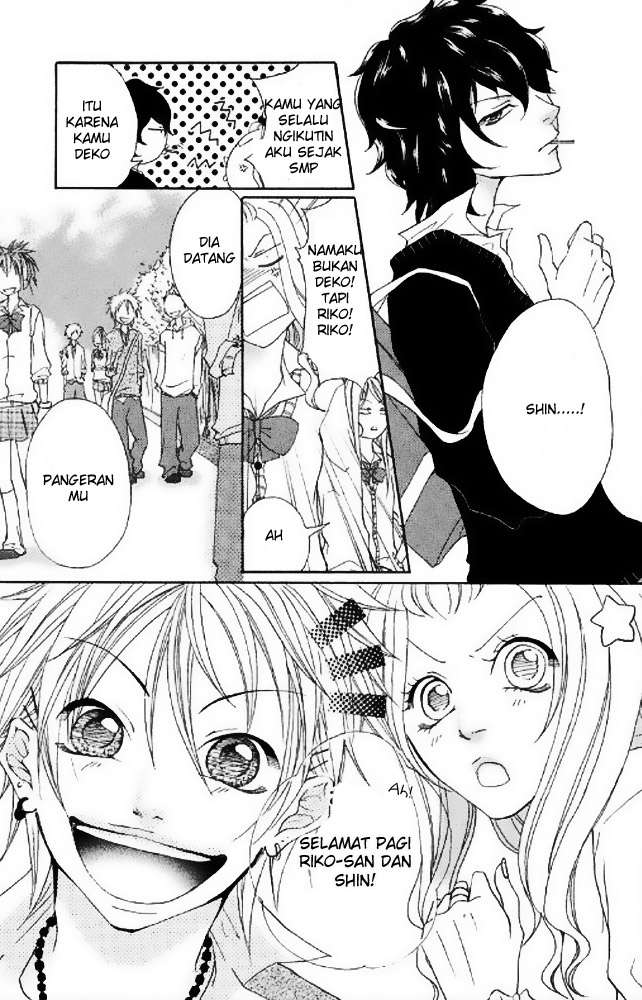 SHIN.....!
KAMU YANG
SELALU
NGIKUTIN
AKU SEJAK
SMP
ITU
KARENA
KAMU
DEKO
NAMAKU
BUKAN
DEKO!
TAPI
RIKO!
RIKO!
AH
DIA
DATANG
PANGERAN
MU
Ah!
SELAMAT PAGI
RIKO-SAN DAN
SHIN!